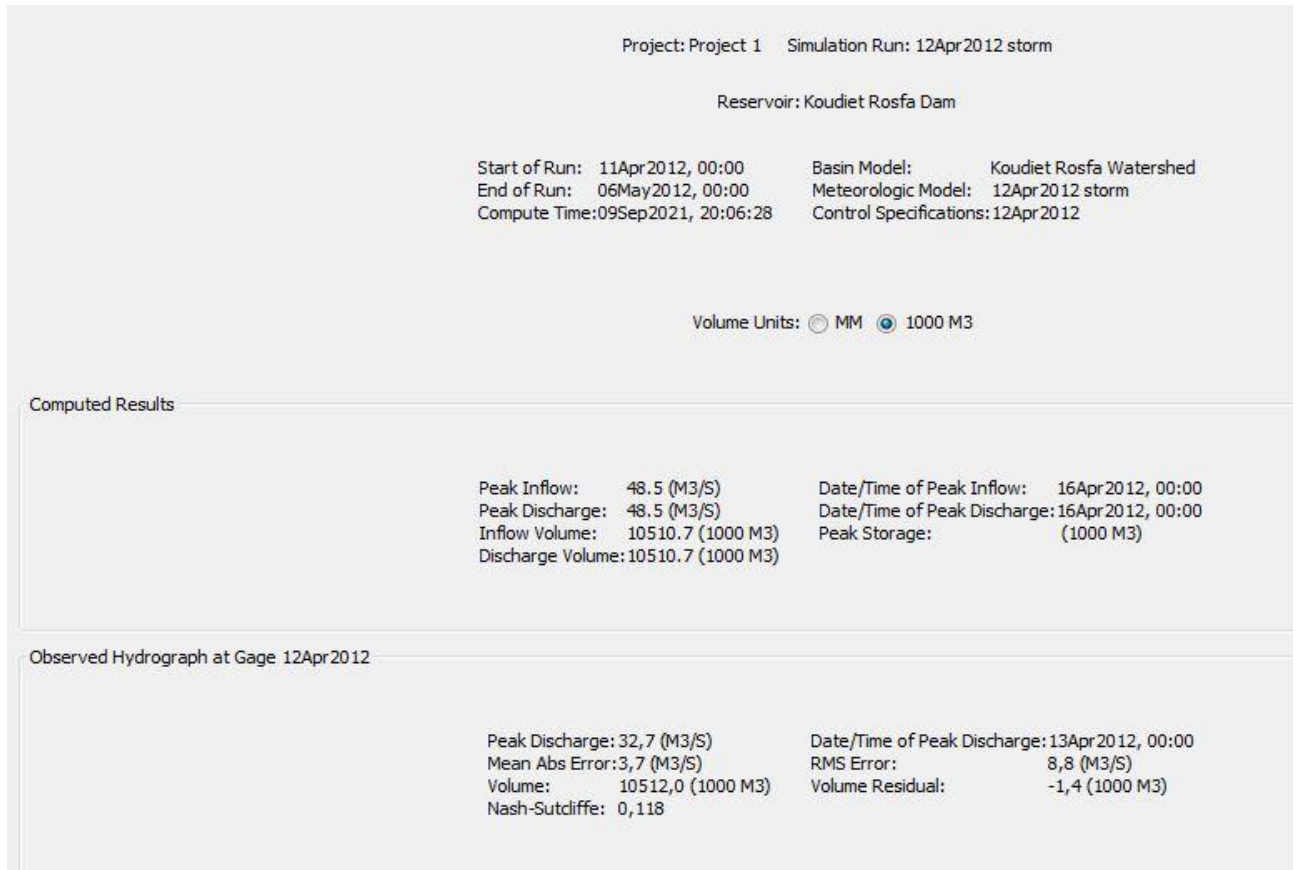 Project: Project 1 Simulation Run: 12Apr2012 storm
Reservoir: Koudiet Rosfa Dam
Start of Run: 11Apr2012, 00:00 Basin Model: Koudiet Rosfa Watershed
End of Run: 06May2012, 00:00 Meteorologic Model: 12Apr2012 storm
Compute Time:09Sep2021, 20:06:28 Control Specifications:12Apr2012
Volume Units: MM 1000 M3
Computed Results
Peak Inflow: 48.5 (M3/S) Date/Time of Peak Inflow: 16Apr2012, 00:00
Peak Discharge: 48.5 (M3/S) Date/Time of Peak Discharge:16Apr2012, 00:00
Inflow Volume: 10510.7 (1000 M3) Peak Storage: (1000 M3)
Discharge Volume:10510.7 (1000 M3)
Observed Hydrograph at Gage 12Apr2012
Peak Discharge:32,7 (M3/S) Date/Time of Peak Discharge:13Apr2012, 00:00
Mean Abs Error:3,7 (M3/S) RMS Error: 8,8 (M3/S)
Volume: 10512,0 (1000 M3) Volume Residual: -1,4 (1000 M3)
Nash-Sutcliffe: 0,118